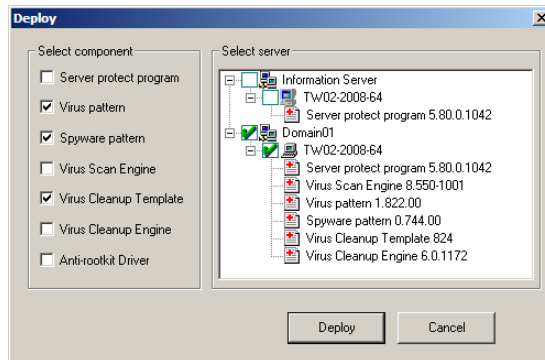 Deploy
Select component
Server protect program
Virus pattern
Spyware pattern
Virus Scan Engine
Virus Cleanup Template
Virus Cleanup Engine
Anti-rootkit Driver
Select server
Information Server
TW02-2008-64
Server protect program 5.80.0.1042
Domain01
TW02-2008-64
Server protect program 5.80.0.1042
Virus Scan Engine 8.550-1001
Virus pattern 1.822.00
Spyware pattern 0.744.00
Virus Cleanup Template 824
Virus Cleanup Engine 6.0.1172
Deploy
Cancel